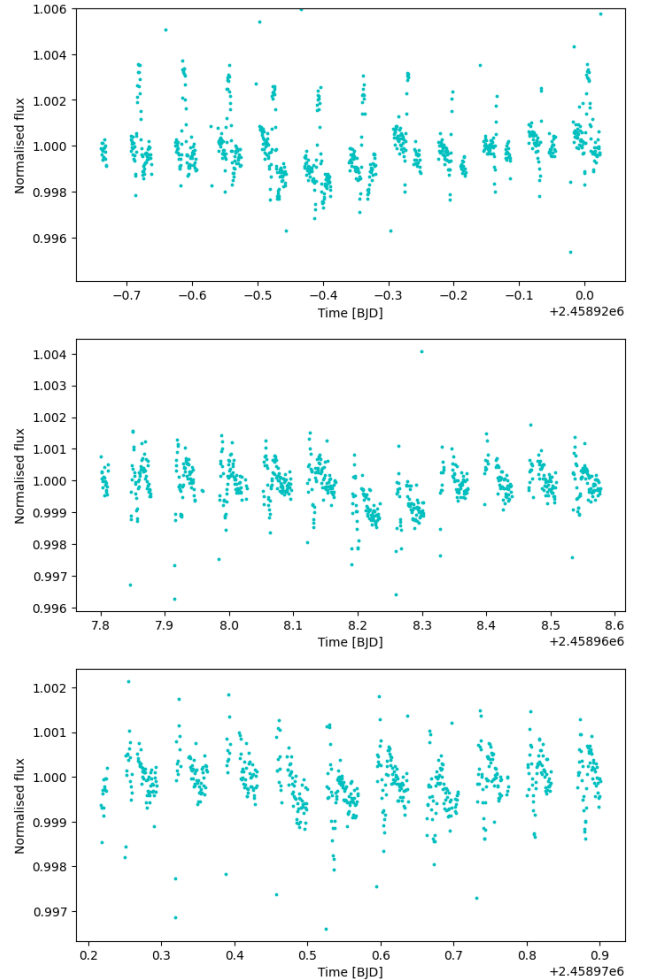 1.006
1.004
1.002
1.000
0.998
0.996
Normalised flux
−0.7 −0.6 −0.5 −0.4 −0.3 −0.2 −0.1 0.0
Time [BJD]
+2.45892e6
1.004
1.003
1.002
1.001
1.000
0.999
0.998
0.997
0.996
Normalised flux
7.8 7.9 8.0 8.1 8.2 8.3 8.4 8.5 8.6
Time [BJD]
+2.45896e6
1.002
1.001
1.000
0.999
0.998
0.997
Normalised flux
0.2 0.3 0.4 0.5 0.6 0.7 0.8 0.9
Time [BJD]
+2.45897e6